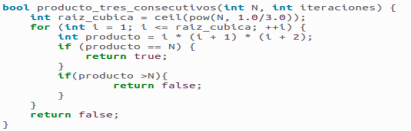 bool producto_tres_consecutivos(int N, int iteraciones) {
    int raiz_cubica = ceil(pow(N, 1.0/3.0));
    for (int i = 1; i <= raiz_cubica; ++i) {
        int producto = i * (i + 1) * (i + 2);
        if (producto == N) {
            return true;
        }
        if(producto >N){
                return false;
        }
    }
    return false;
}